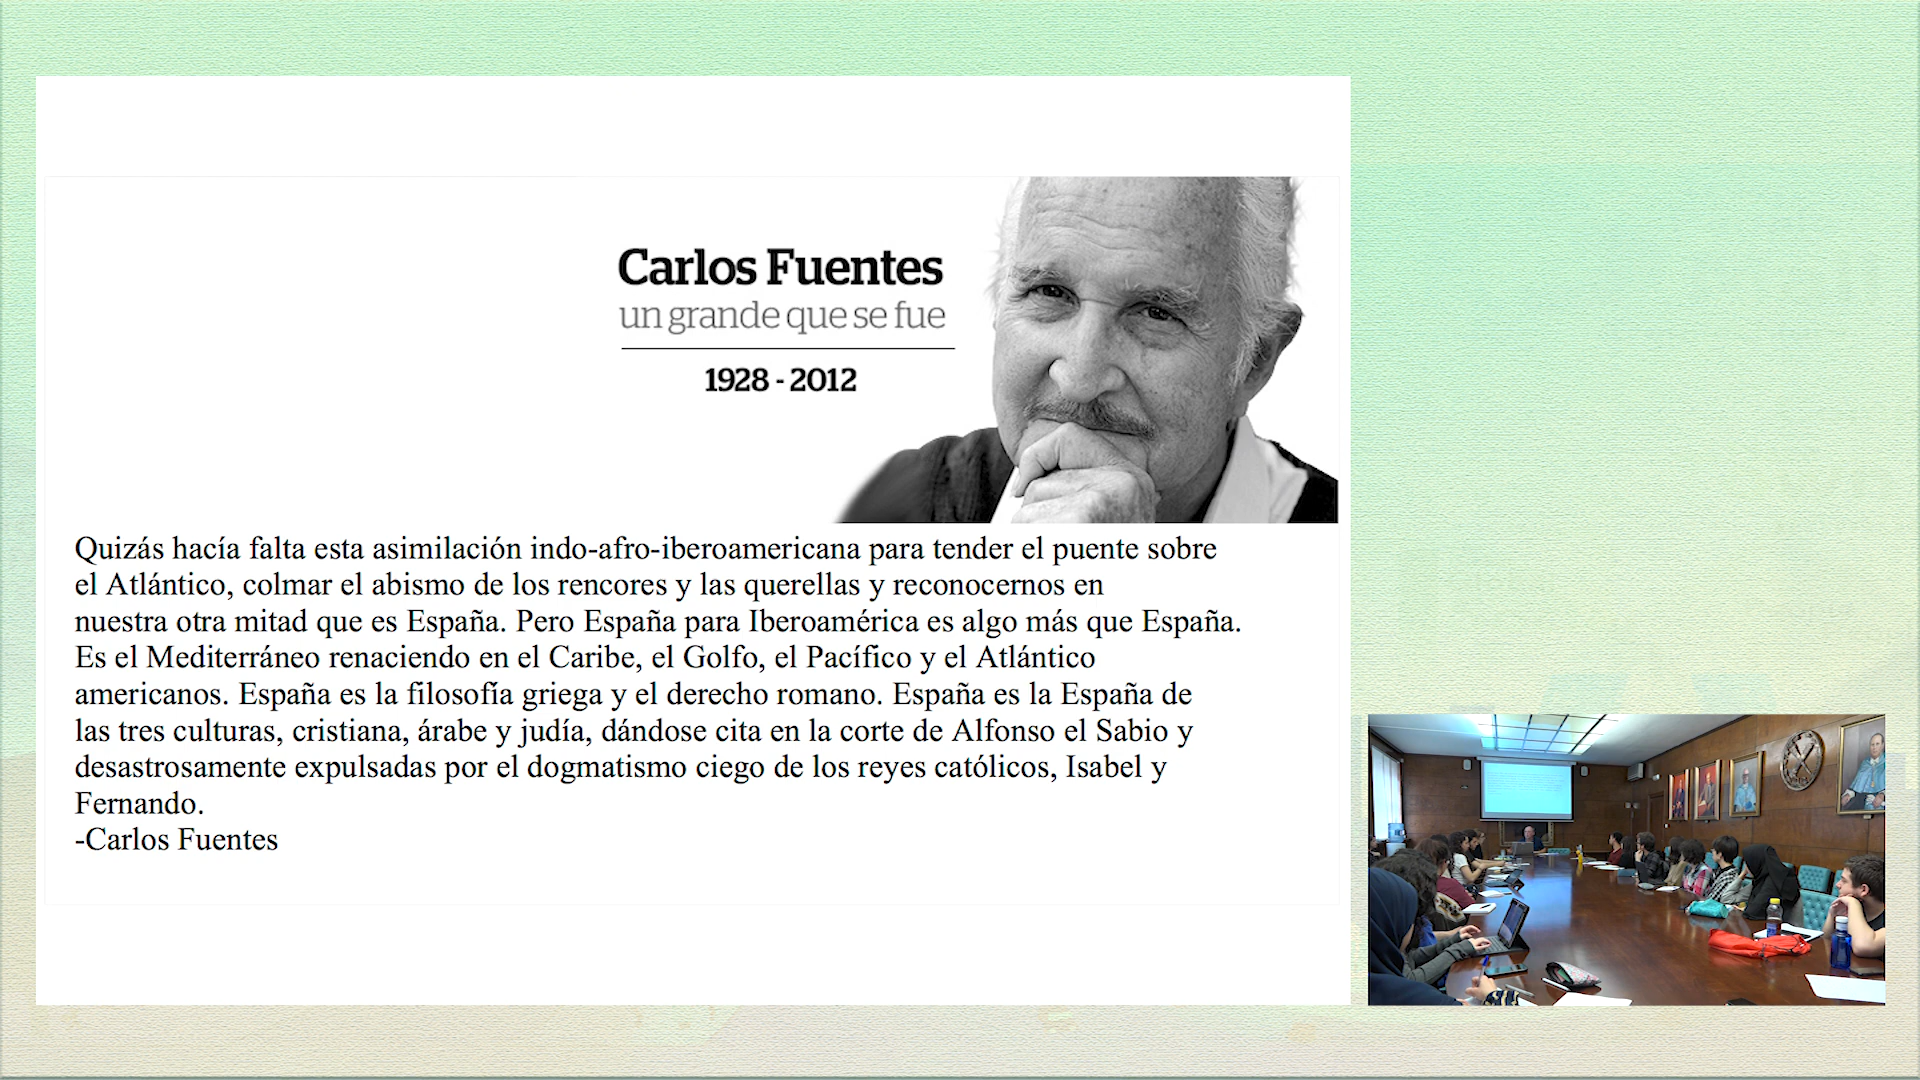 Carlos Fuentes
un grande que se fue
1928 - 2012
Quizás hacía falta esta asimilación indo-afro-iberoamericana para tender el puente sobre
el Atlántico, colmar el abismo de los rencores y las querellas y reconocernos en
nuestra otra mitad que es España. Pero España para Iberoamérica es algo más que España.
Es el Mediterráneo renaciendo en el Caribe, el Golfo, el Pacífico y el Atlántico
americanos. España es la filosofía griega y el derecho romano. España es la España de
las tres culturas, cristiana, árabe y judía, dándose cita en la corte de Alfonso el Sabio y
desastrosamente expulsadas por el dogmatismo ciego de los reyes católicos, Isabel y
Fernando.
-Carlos Fuentes